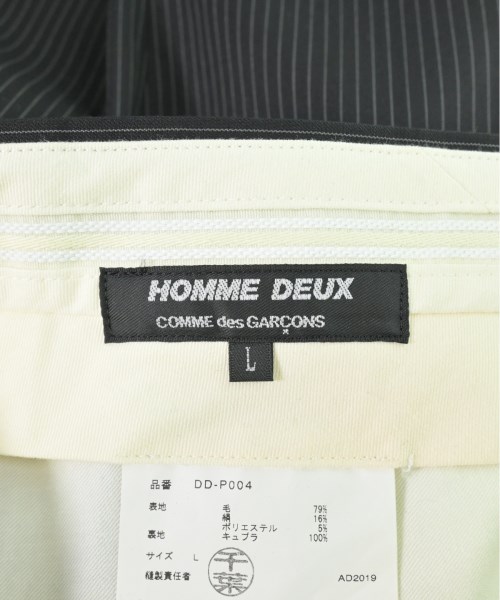 HOMME DEUX
COMME des GARÇONS
L
品番 DD-P004
表地 毛 79%
絹 16%
ポリエステル 5%
裏地 キュプラ 100%
サイズ L
縫製責任者 千葉 AD2019